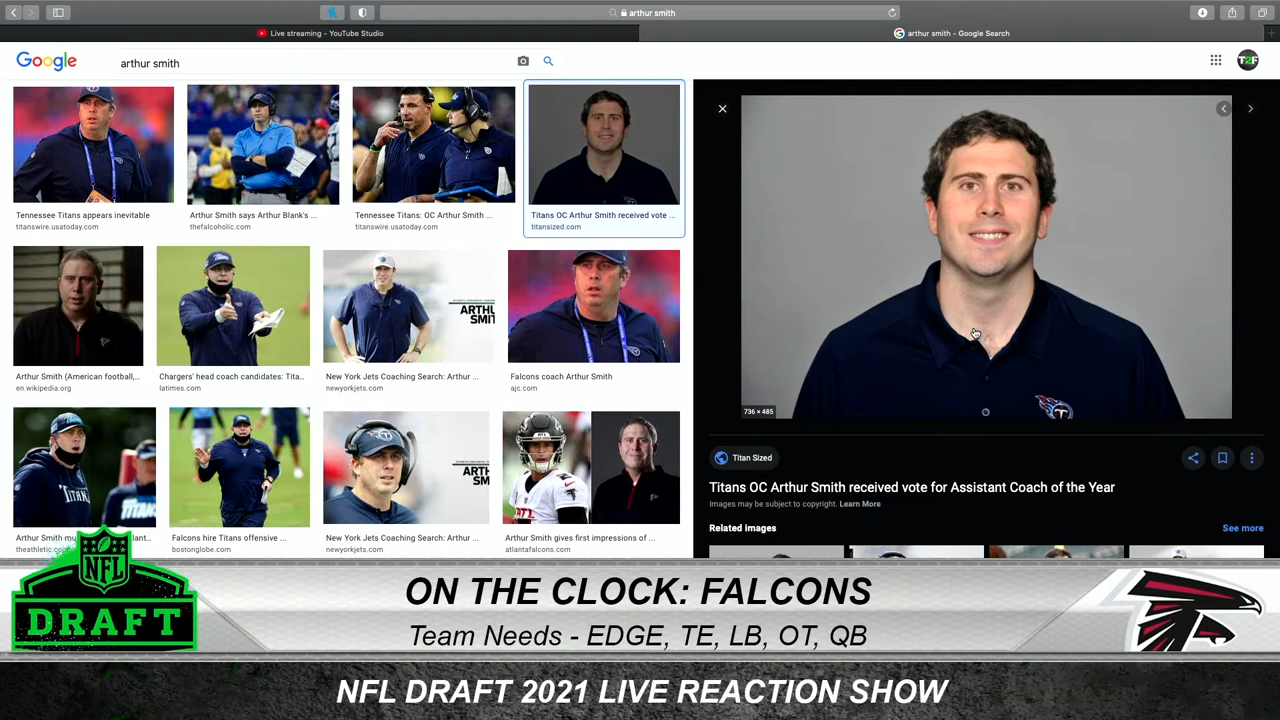 arthur smith
Live streaming - YouTube Studio
arthur smith - Google Search
Google
arthur smith
T2F
Tennessee Titans appears inevitable
titanswire.usatoday.com
Arthur Smith says Arthur Blank's ...
thefalcoholic.com
Tennessee Titans: OC Arthur Smith ...
titanswire.usatoday.com
Titans OC Arthur Smith received vote ...
titansized.com
Arthur Smith (American football,...
en.wikipedia.org
Chargers' head coach candidates: Tita...
latimes.com
New York Jets Coaching Search: Arthur ...
newyorkjets.com
Falcons coach Arthur Smith
ajc.com
736 × 485
Titan Sized
Titans OC Arthur Smith received vote for Assistant Coach of the Year
Images may be subject to copyright. Learn More
Related images
See more
Falcons hire Titans offensive ...
bostonglobe.com
New York Jets Coaching Search: Arthur ...
newyorkjets.com
Arthur Smith gives first impressions of ...
atlantafalcons.com
NFL
DRAFT
ON THE CLOCK: FALCONS
Team Needs - EDGE, TE, LB, OT, QB
NFL DRAFT 2021 LIVE REACTION SHOW